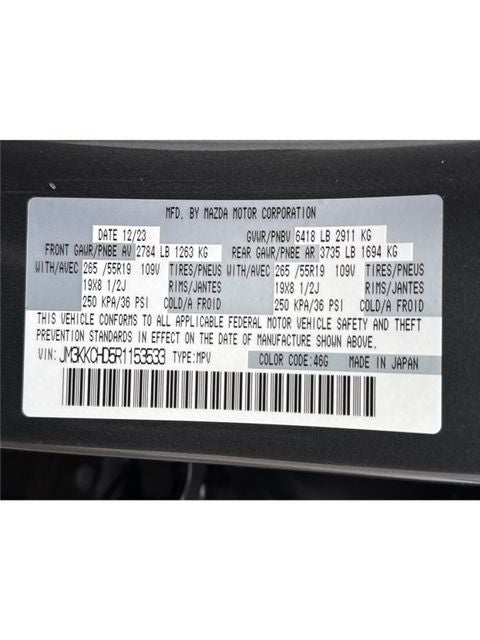 MFD. BY MAZDA MOTOR CORPORATION
DATE 12/23 GVWR/PNBV 6418 LB 2911 KG
FRONT GAWR/PNBE AV 2784 LB 1263 KG REAR GAWR/PNBE AR 3735 LB 1694 KG
WITH/AVEC 265 /55R19 109V TIRES/PNEUS WITH/AVEC 265 /55R19 109V TIRES/PNEUS
19X8 1/2J RIMS/JANTES 19X8 1/2J RIMS/JANTES
250 KPA/36 PSI COLD/A FROID 250 KPA/36 PSI COLD/A FROID
THIS VEHICLE CONFORMS TO ALL APPLICABLE FEDERAL MOTOR VEHICLE SAFETY AND THEFT
PREVENTION STANDARDS IN EFFECT ON THE DATE OF MANUFACTURE SHOWN ABOVE.
VIN: JM3KKCHD5R1153533 TYPE:MPV COLOR CODE:46G MADE IN JAPAN